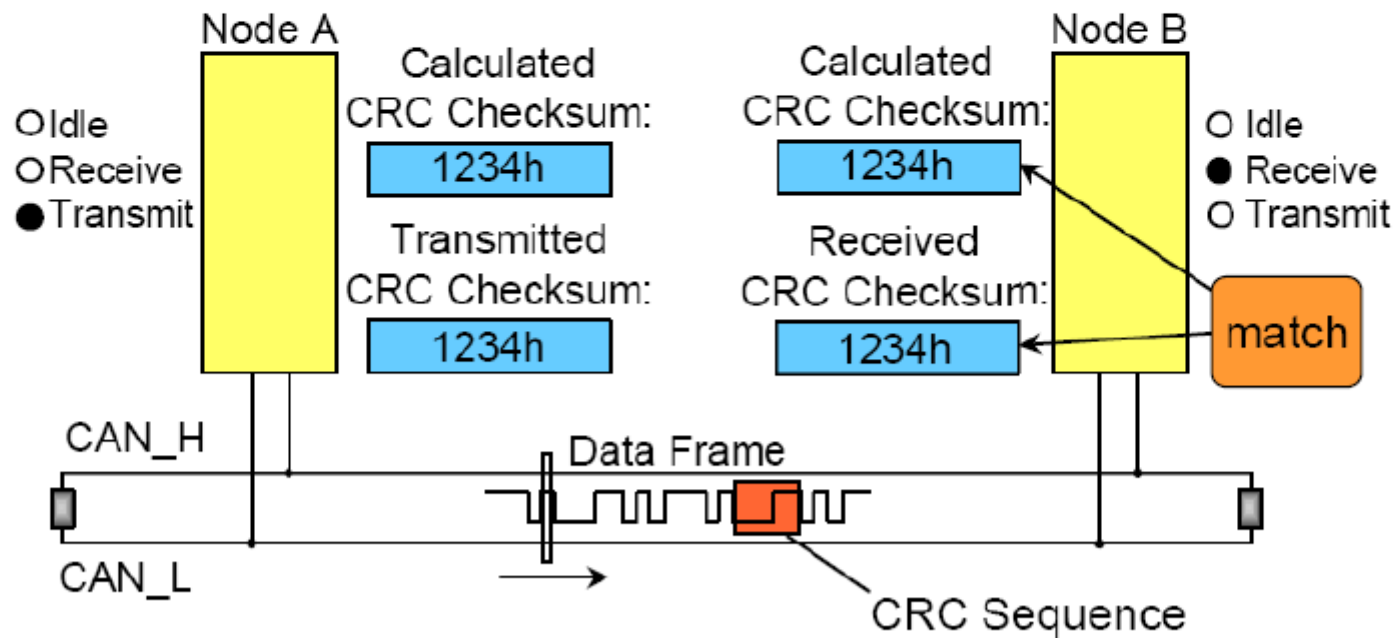 Node A
Node B
Calculated
CRC Checksum:
1234h
Calculated
CRC Checksum:
1234h
Idle
Receive
Transmit
Idle
Receive
Transmit
Transmitted
CRC Checksum:
1234h
Received
CRC Checksum:
1234h
match
CAN_H
Data Frame
CAN_L
CRC Sequence